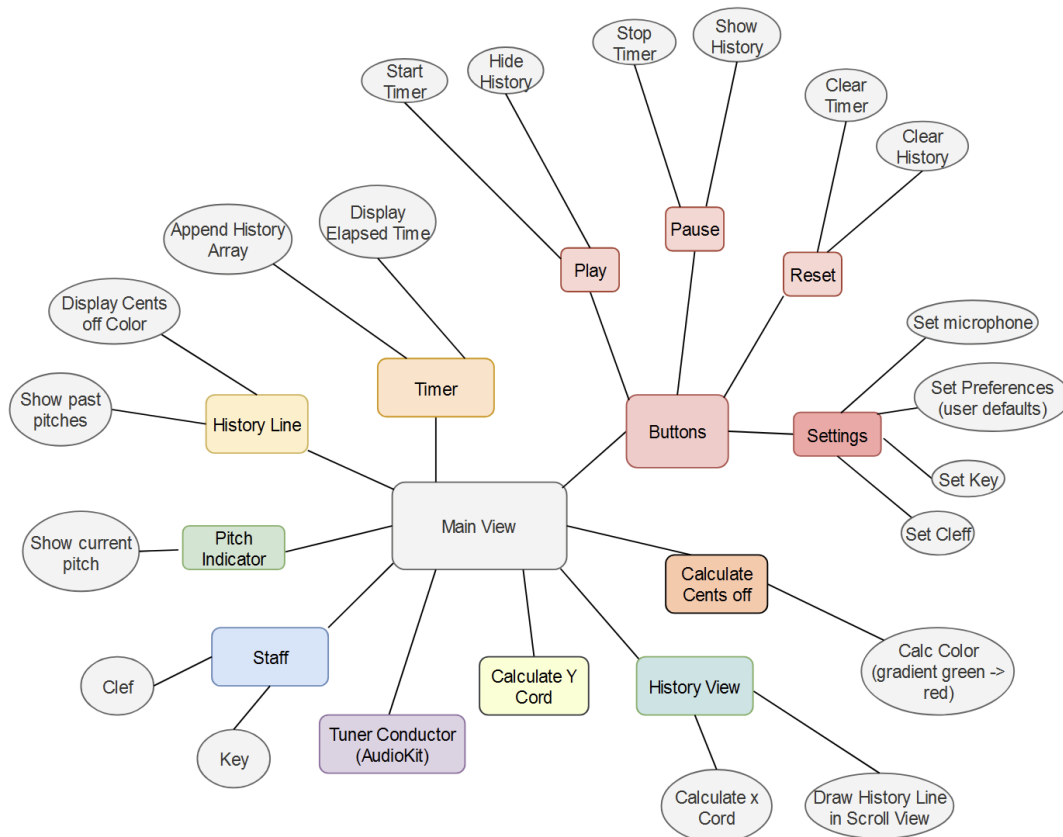 Show
History
Stop
Timer
Hide
History
Start
Timer
Clear
Timer
Clear
History
Append History
Array
Display
Elapsed Time
Pause
Play
Reset
Display Cents
off Color
Set microphone
Timer
Set Preferences
(user defaults)
Show past
pitches
History Line
Buttons
Settings
Set Key
Main View
Set Cleff
Show current
pitch
Pitch
Indicator
Calculate
Cents off
Staff
Clef
Calculate Y
Cord
History View
Calc Color
(gradient green ->
red)
Tuner Conductor
(AudioKit)
Key
Calculate x
Cord
Draw History Line
in Scroll View